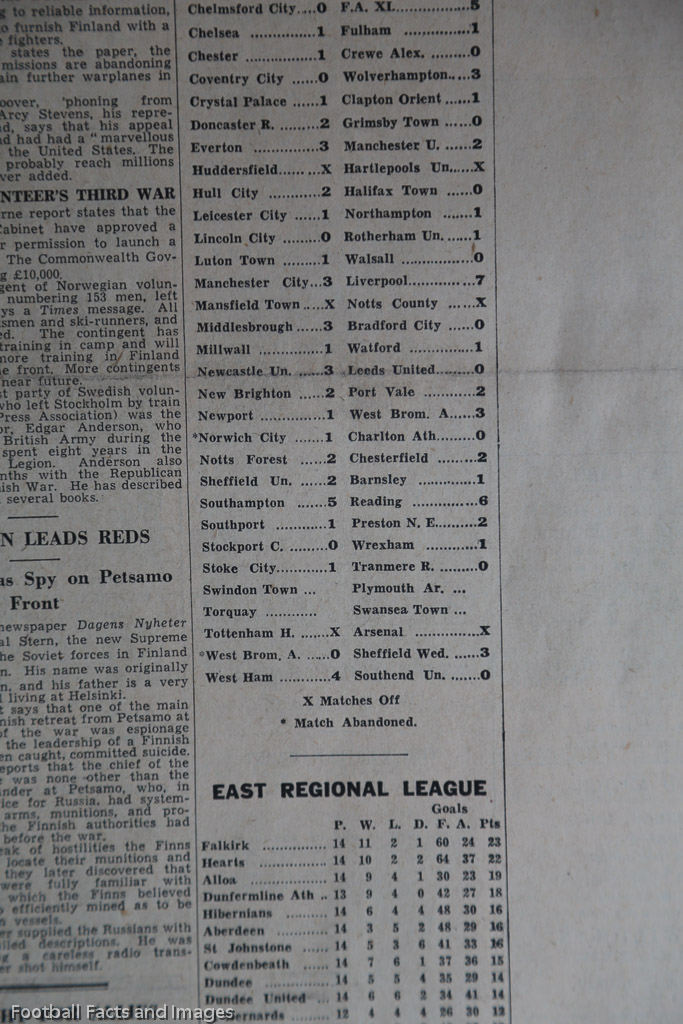 g to reliable information,
o furnish Finland with a
fighters.
states the paper, the
missions are abandoning
ain further warplanes in
oover, 'phoning from
Arcy Stevens, his repre-
d, says that his appeal
d had had a " marvellous
the United States. The
probably reach millions
ver added.
NTEER'S THIRD WAR
rne report states that the
Cabinet have approved a
r permission to launch a
The Commonwealth Gov-
g £10,000.
gent of Norwegian volun-
numbering 153 men, left
ys a Times message. All
tsmen and ski-runners, and
ed. The contingent has
training in camp and will
more training in Finland
e front. More contingents
near future.
st party of Swedish volun-
who left Stockholm by train
Press Association) was the
or, Edgar Anderson, who
British Army during the
spent eight years in the
Legion. Anderson also
nths with the Republican
ish War. He has described
several books.
N LEADS REDS
as Spy on Petsamo
Front
newspaper Dagens Nyheter
al Stern, the new Supreme
he Soviet forces in Finland
n. His name was originally
n, and his father is a very
l living at Helsinki.
t says that one of the main
nish retreat from Petsamo at
of the war was espionage
the leadership of a Finnish
en caught, committed suicide.
eports that the chief of the
e was none other than the
nder at Petsamo, who, in
ice for Russia, had system-
arms, munitions, and pro-
he Finnish authorities had
before the war.
eak of hostilities the Finns
locate their munitions and
they later discovered that
were fully familiar with
which the Finns believed
efficiently mined as to be
vessels.
er supplied the Russians with
iled descriptions. He was
g a careless radio trans-
er shot himself.
Chelmsford City....0 F.A. XI.................5
Chelsea ..............1 Fulham ...............1
Chester ..............1 Crewe Alex. .........0
Coventry City ......0 Wolverhampton.....3
Crystal Palace ......1 Clapton Orient .....1
Doncaster R. .........2 Grimsby Town ......0
Everton ..............3 Manchester U. ......2
Huddersfield.........X Hartlepools Un......X
Hull City ............2 Halifax Town ......0
Leicester City ......1 Northampton .......1
Lincoln City .........0 Rotherham Un......1
Luton Town .........1 Walsall ...............0
Manchester City...3 Liverpool.............7
Mansfield Town .....X Notts County ......X
Middlesbrough ......3 Bradford City ......0
Millwall ..............1 Watford ..............1
Newcastle Un. ......3 Leeds United.........0
New Brighton ......2 Port Vale ............2
Newport ..............1 West Brom. A......3
*Norwich City ......1 Charlton Ath.........0
Notts Forest ......2 Chesterfield .........2
Sheffield Un. ......2 Barnsley ............1
Southampton .......5 Reading ..............6
Southport ............1 Preston N. E.........2
Stockport C. .........0 Wrexham ............1
Stoke City............1 Tranmere R. .........0
Swindon Town ... Plymouth Ar. ...
Torquay ............ Swansea Town ...
Tottenham H. .......X Arsenal ...............X
*West Brom. A. .....0 Sheffield Wed. ......3
West Ham ............4 Southend Un. ......0
X Matches Off
* Match Abandoned.
EAST REGIONAL LEAGUE
Goals
P. W. L. D. F. A. Pts
Falkirk ............ 14 11 2 1 60 24 23
Hearts ............. 14 10 2 2 64 37 22
Alloa ............... 14 9 4 1 30 23 19
Dunfermline Ath .. 13 9 4 0 42 27 18
Hibernians ......... 14 6 4 4 48 30 16
Aberdeen ........... 14 3 5 2 48 29 16
St Johnstone ...... 14 5 3 6 41 33 16
Cowdenbeath ...... 14 7 6 1 37 36 15
Dundee ............ 14 5 5 4 35 29 14
Dundee United ... 14 6 6 2 34 41 14
ernards ... 12 4 4 4 26 30 12
Football Facts and Images